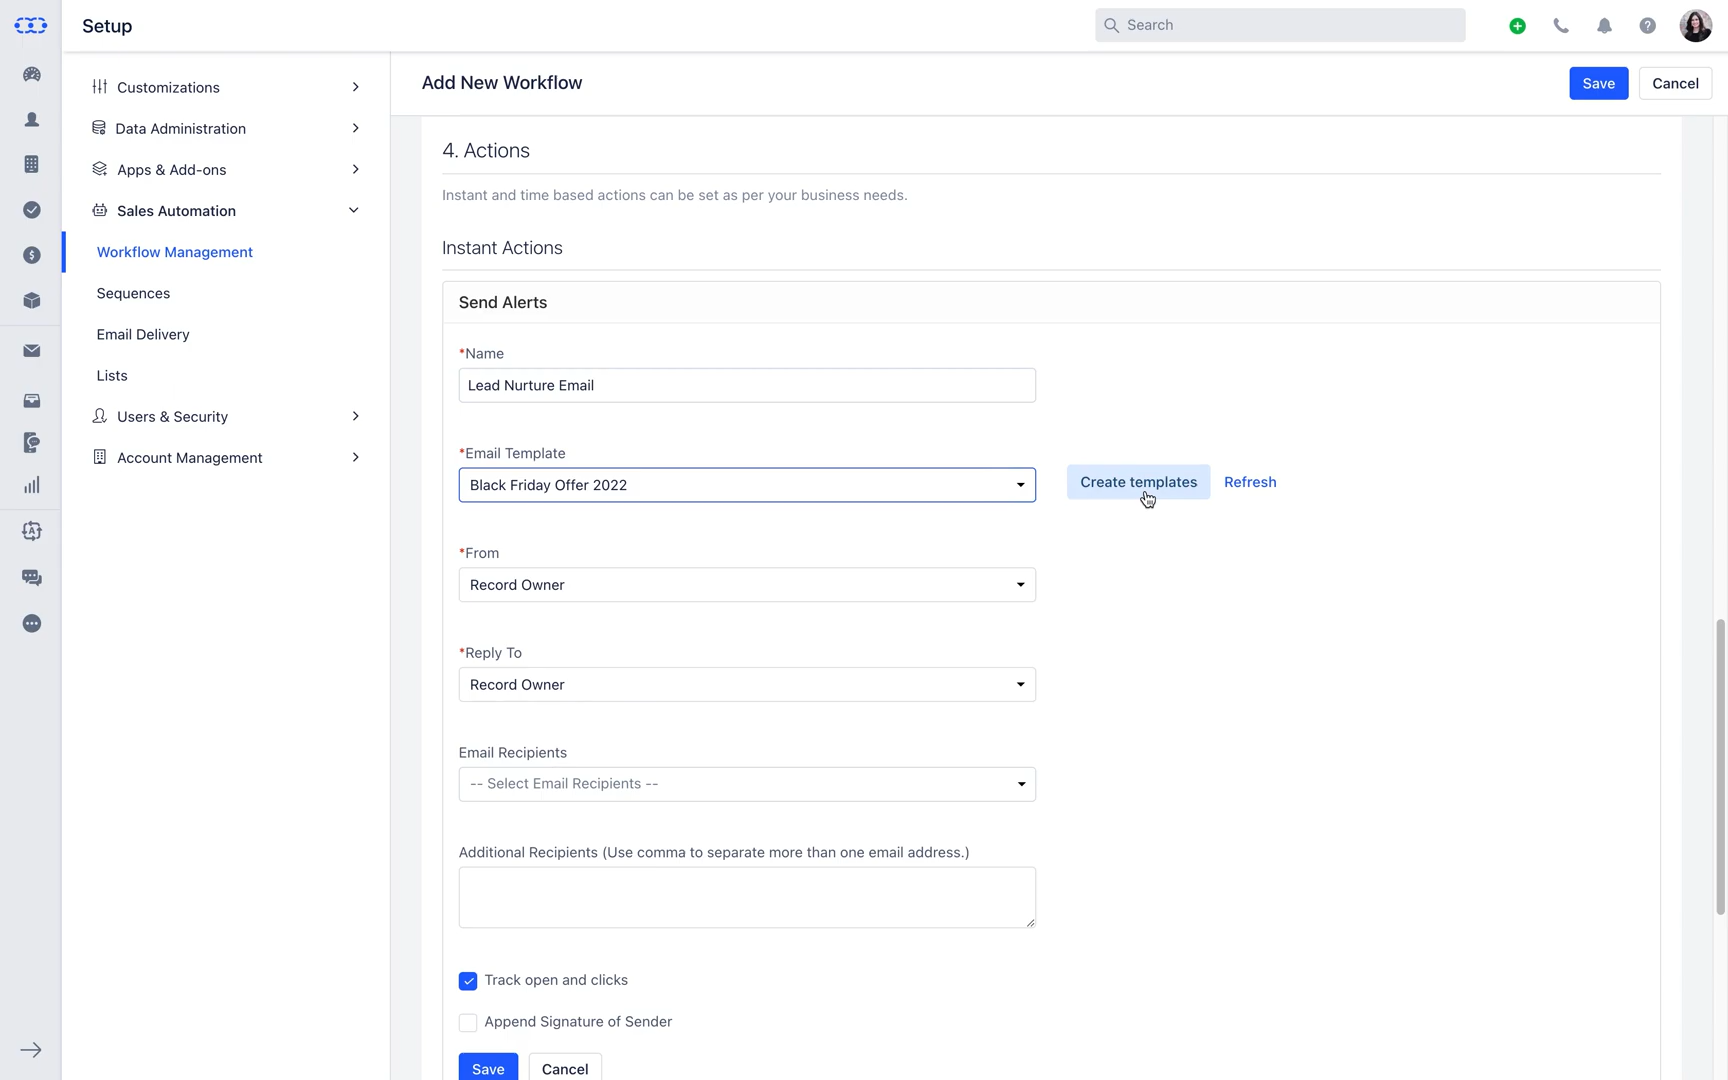 Setup
Search
Customizations
Data Administration
Apps & Add-ons
Sales Automation
Workflow Management
Sequences
Email Delivery
Lists
Users & Security
Account Management
Add New Workflow
Save
Cancel
4. Actions
Instant and time based actions can be set as per your business needs.
Instant Actions
Send Alerts
*Name
Lead Nurture Email
*Email Template
Black Friday Offer 2022
Create templates
Refresh
*From
Record Owner
*Reply To
Record Owner
Email Recipients
-- Select Email Recipients --
Additional Recipients (Use comma to separate more than one email address.)
Track open and clicks
Append Signature of Sender
Save
Cancel